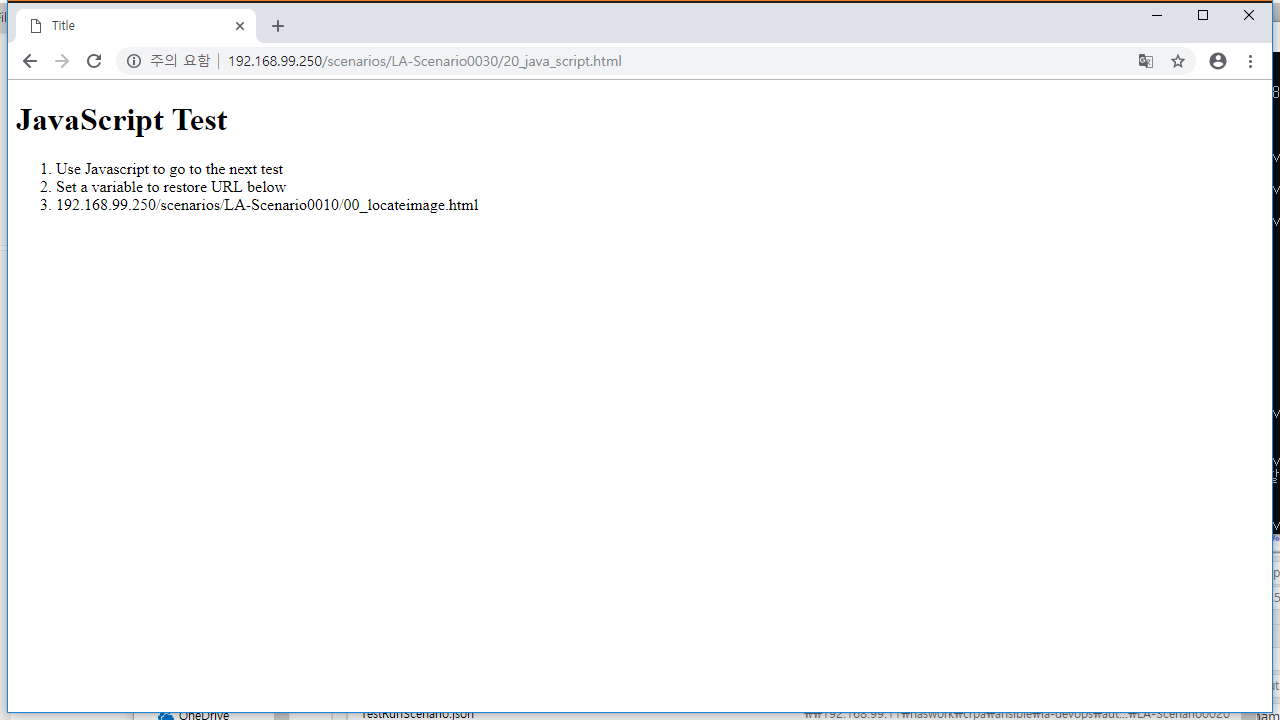 Title
주의 요함 192.168.99.250/scenarios/LA-Scenario0030/20_java_script.html
JavaScript Test
1. Use Javascript to go to the next test
2. Set a variable to restore URL below
3. 192.168.99.250/scenarios/LA-Scenario0010/00_locateimage.html
OneDrive
TestRunScenario.json